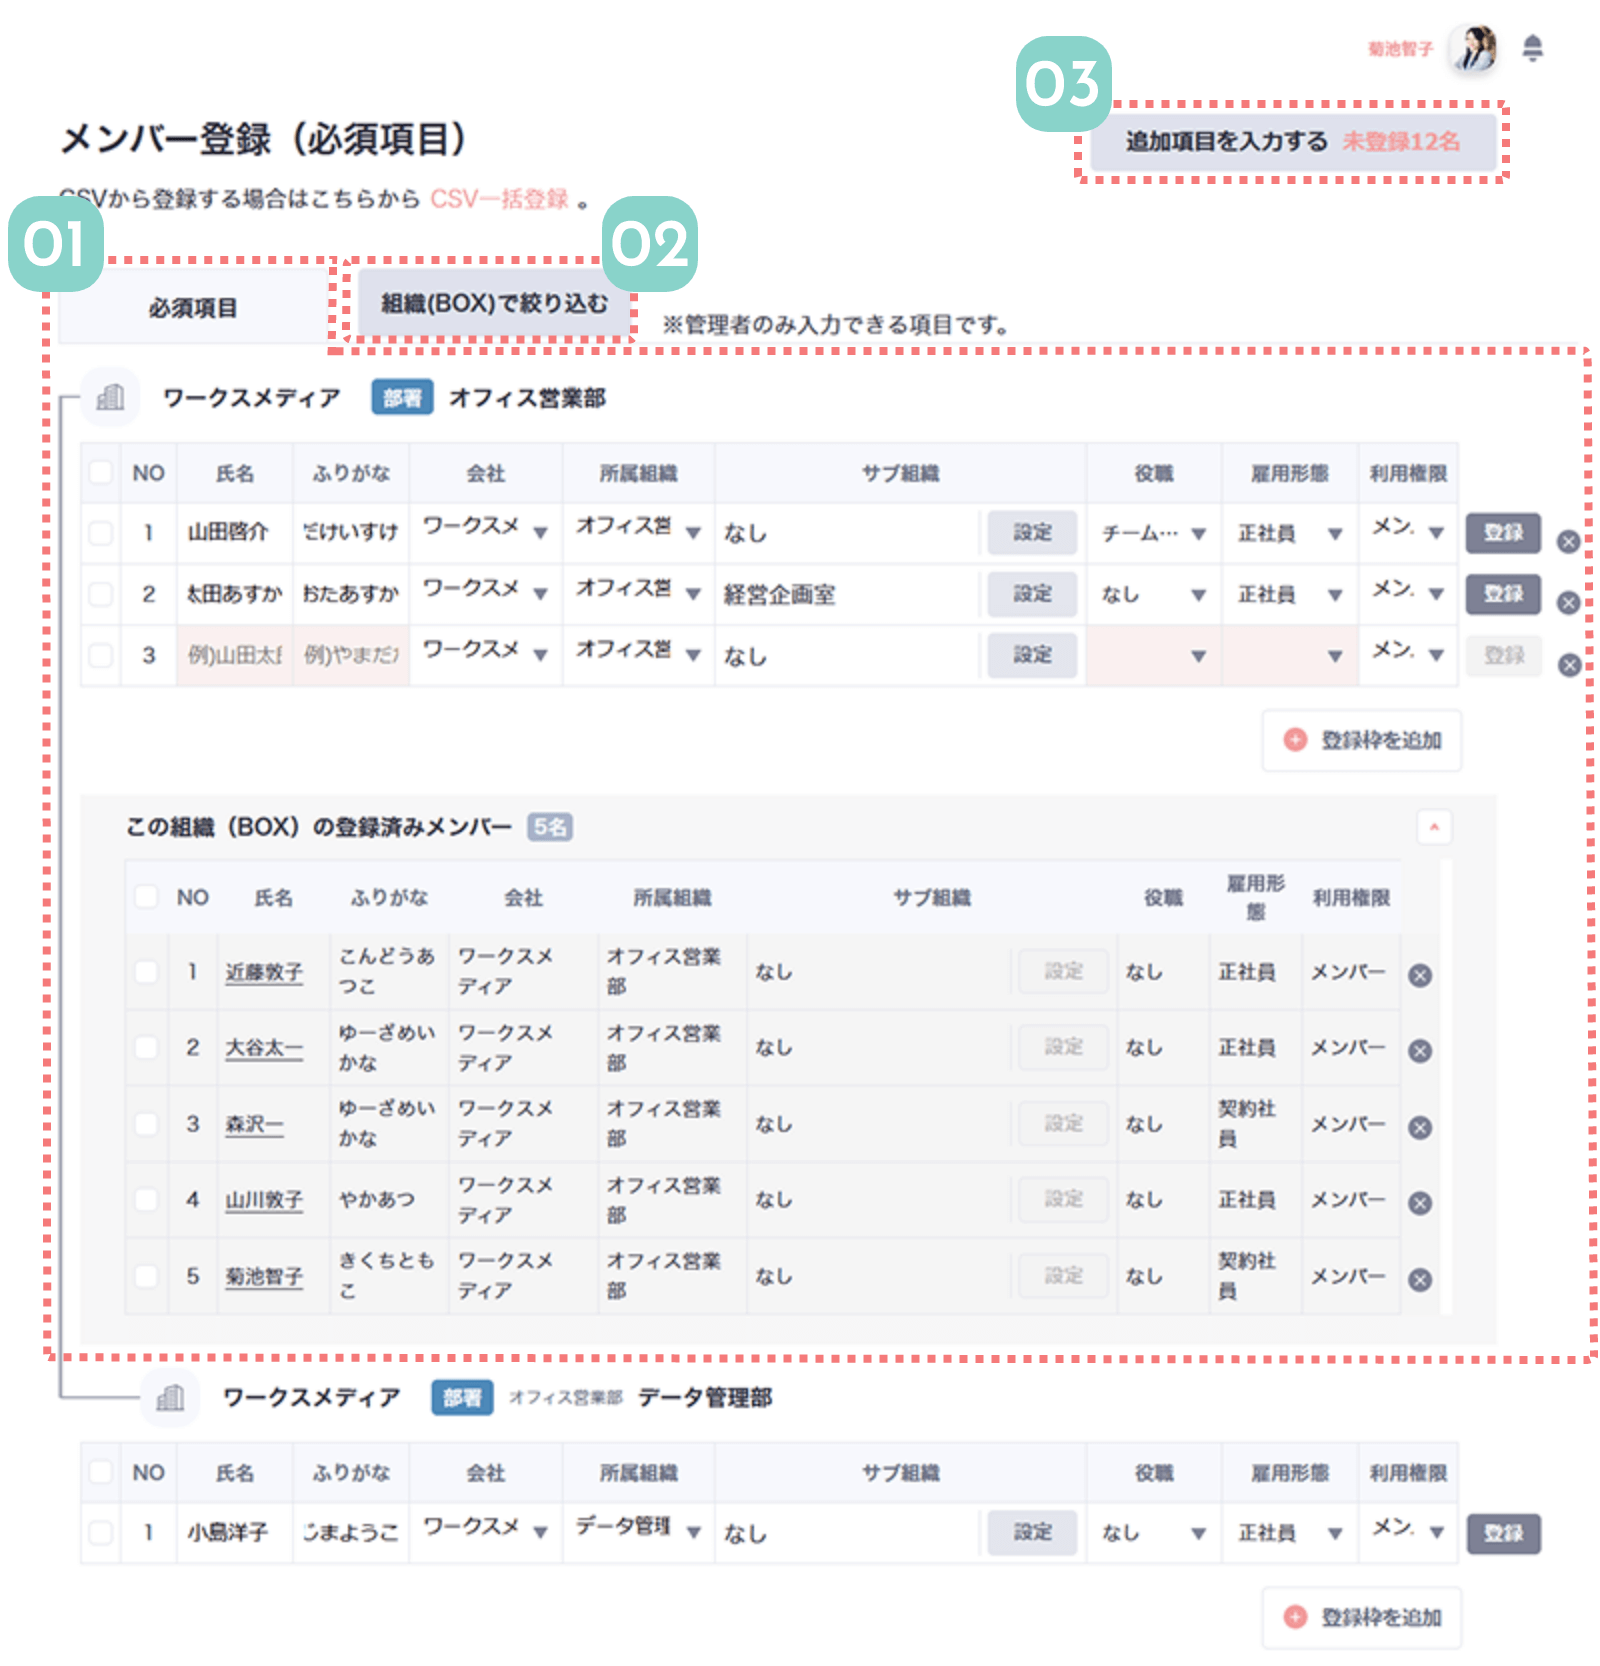 菊池智子
03
メンバー登録（必須項目）
追加項目を入力する 未登録12名
CSVから登録する場合はこちらから CSV一括登録 。
01
02
必須項目
組織(BOX)で絞り込む
※管理者のみ入力できる項目です。
ワークスメディア 部署 オフィス営業部
NO 氏名 ふりがな 会社 所属組織 サブ組織 役職 雇用形態 利用権限
1 山田啓介 だけいすけ ワークスメ オフィス営 なし 設定 チーム… 正社員 メン. 登録
2 太田あすか おたあすか ワークスメ オフィス営 経営企画室 設定 なし 正社員 メン. 登録
3 例)山田太 例)やまだ ワークスメ オフィス営 なし 設定 メン. 登録
登録枠を追加
この組織（BOX）の登録済みメンバー 5名
NO 氏名 ふりがな 会社 所属組織 サブ組織 役職 雇用形態 利用権限
1 近藤敦子 こんどうあつこ ワークスメディア オフィス営業部 なし 設定 なし 正社員 メンバー
2 大谷太一 ゆーざめいかな ワークスメディア オフィス営業部 なし 設定 なし 正社員 メンバー
3 森沢一 ゆーざめいかな ワークスメディア オフィス営業部 なし 設定 なし 契約社員 メンバー
4 山川敦子 やかあつ ワークスメディア オフィス営業部 なし 設定 なし 正社員 メンバー
5 菊池智子 きくちともこ ワークスメディア オフィス営業部 なし 設定 なし 契約社員 メンバー
ワークスメディア 部署 オフィス営業部 データ管理部
NO 氏名 ふりがな 会社 所属組織 サブ組織 役職 雇用形態 利用権限
1 小島洋子 じまようこ ワークスメ データ管理 なし 設定 なし 正社員 メン. 登録
登録枠を追加